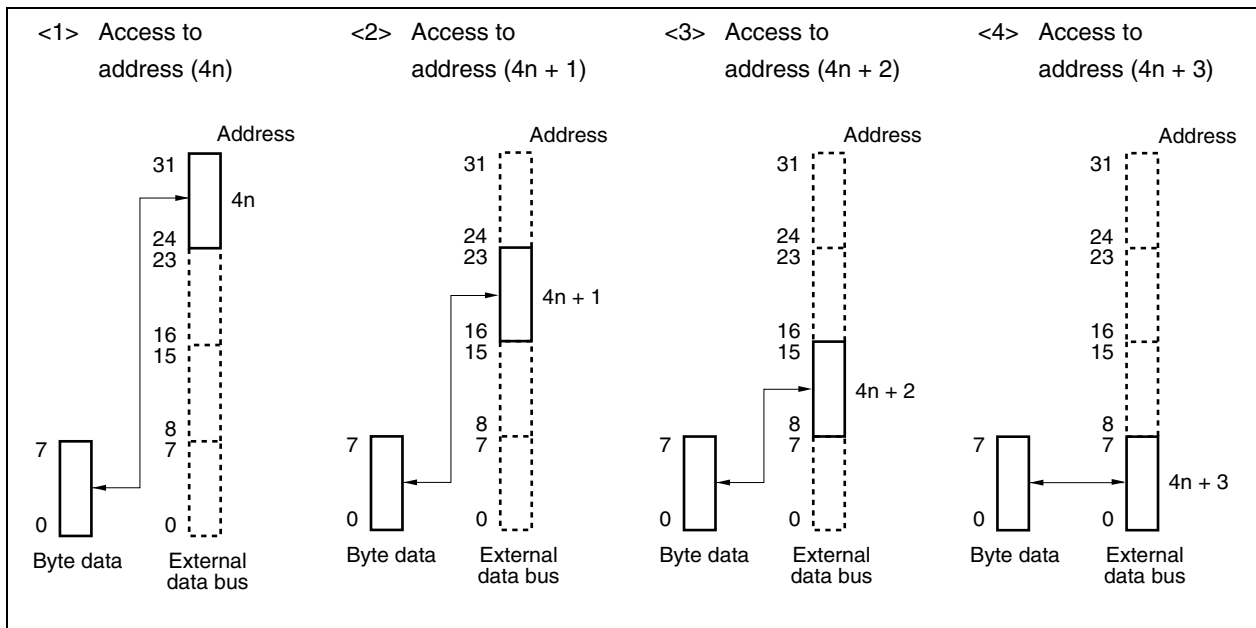 <1> Access to
address (4n)
Address
31
4n
24
23
16
15
8
7
7
0
0
Byte data
External
data bus
<2> Access to
address (4n + 1)
Address
31
24
23
4n + 1
16
15
8
7
7
0
0
Byte data
External
data bus
<3> Access to
address (4n + 2)
Address
31
24
23
16
15
4n + 2
8
7
7
0
0
Byte data
External
data bus
<4> Access to
address (4n + 3)
Address
31
24
23
16
15
8
7
7
4n + 3
0
0
Byte data
External
data bus